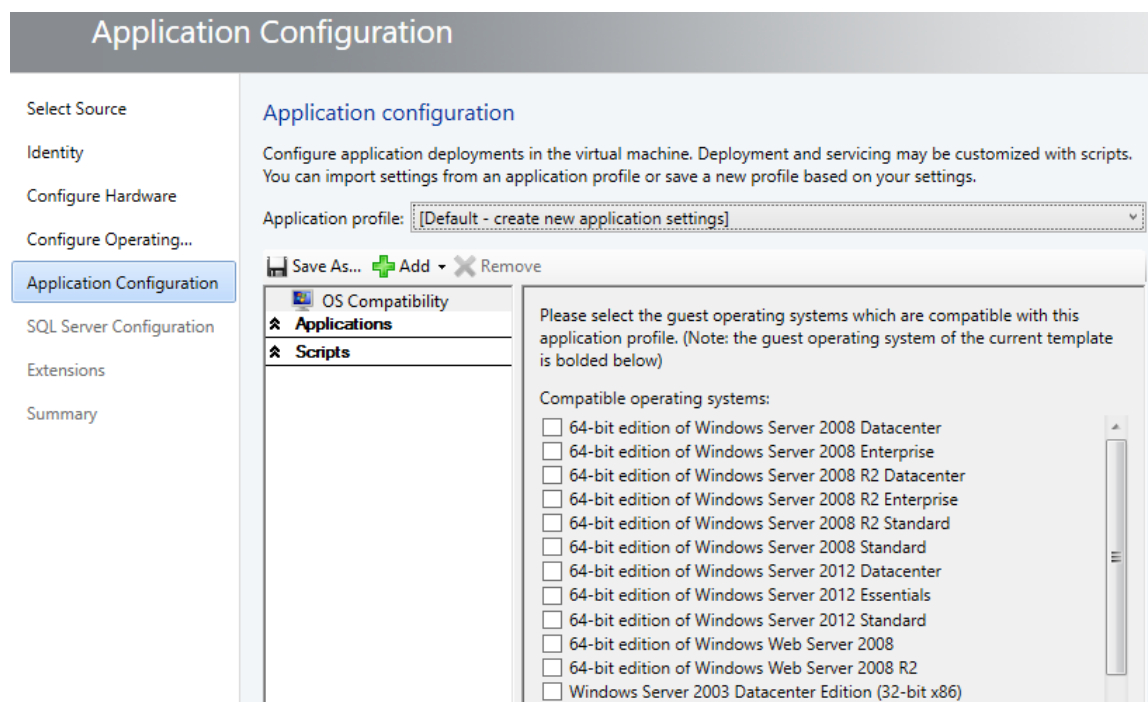 Application Configuration
Select Source
Identity
Configure Hardware
Configure Operating...
Application Configuration
SQL Server Configuration
Extensions
Summary
Application configuration
Configure application deployments in the virtual machine. Deployment and servicing may be customized with scripts.
You can import settings from an application profile or save a new profile based on your settings.
Application profile: [Default - create new application settings]
Save As... Add Remove
OS Compatibility
Applications
Scripts
Please select the guest operating systems which are compatible with this
application profile. (Note: the guest operating system of the current template
is bolded below)
Compatible operating systems:
64-bit edition of Windows Server 2008 Datacenter
64-bit edition of Windows Server 2008 Enterprise
64-bit edition of Windows Server 2008 R2 Datacenter
64-bit edition of Windows Server 2008 R2 Enterprise
64-bit edition of Windows Server 2008 R2 Standard
64-bit edition of Windows Server 2008 Standard
64-bit edition of Windows Server 2012 Datacenter
64-bit edition of Windows Server 2012 Essentials
64-bit edition of Windows Server 2012 Standard
64-bit edition of Windows Web Server 2008
64-bit edition of Windows Web Server 2008 R2
Windows Server 2003 Datacenter Edition (32-bit x86)